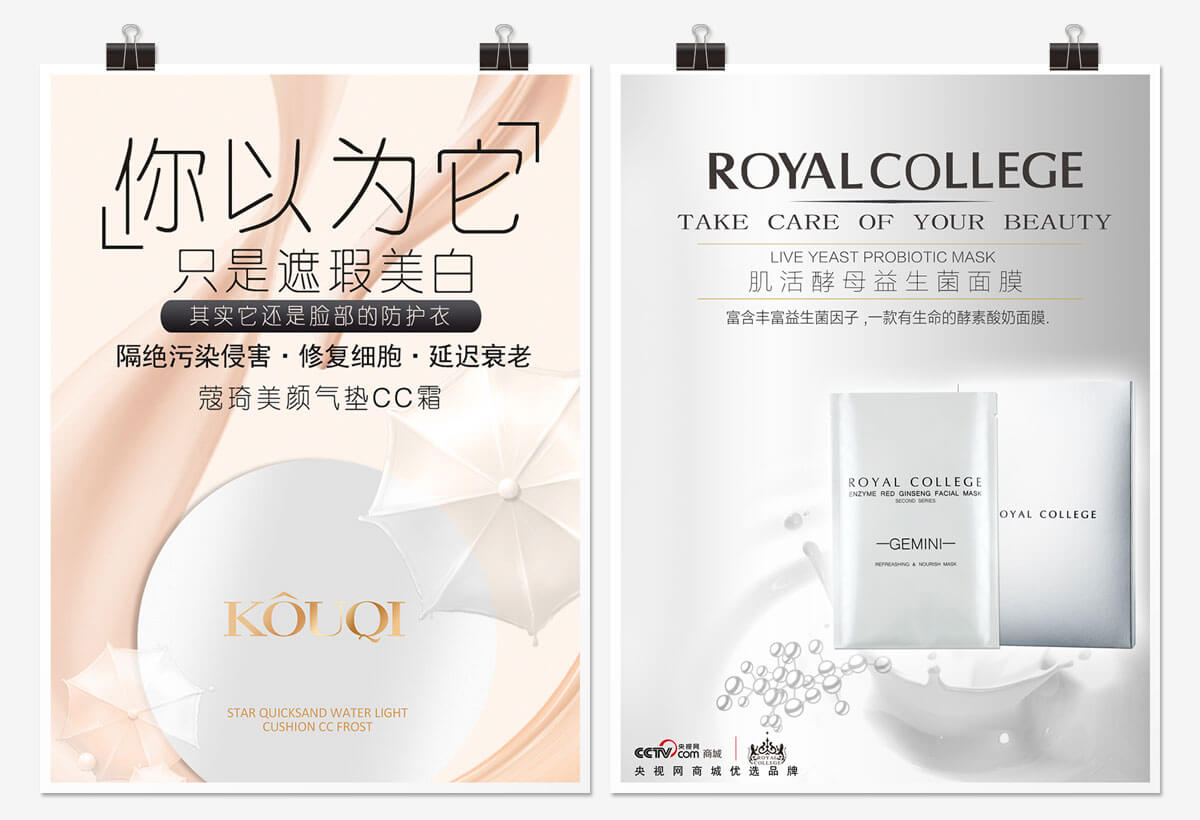 你以为它
只是遮瑕美白
其实它还是脸部的防护衣
隔绝污染侵害·修复细胞·延迟衰老
蔻琦美颜气垫CC霜
KÔUQI
STAR QUICKSAND WATER LIGHT
CUSHION CC FROST
ROYAL COLLEGE
TAKE CARE OF YOUR BEAUTY
LIVE YEAST PROBIOTIC MASK
肌活酵母益生菌面膜
富含丰富益生菌因子,一款有生命的酵素酸奶面膜.
ROYAL COLLEGE
ENZYME RED GINSENG FACIAL MASK
SECOND SERIES
—GEMINI—
REFREASHING & NOURISH MASK
OYAL COLLEGE
CCTV.com 央视网 商城
ROYAL COLLEGE
央视网商城优选品牌